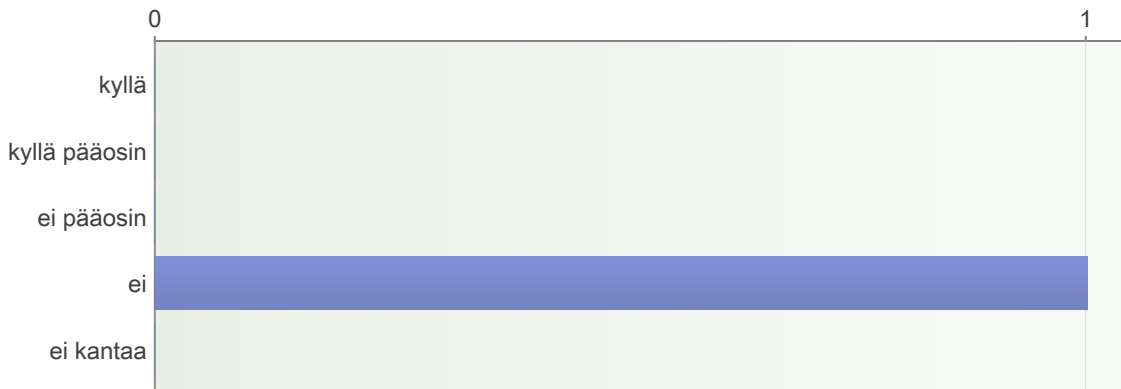 0 1
kyllä
kyllä pääosin
ei pääosin
ei
ei kantaa